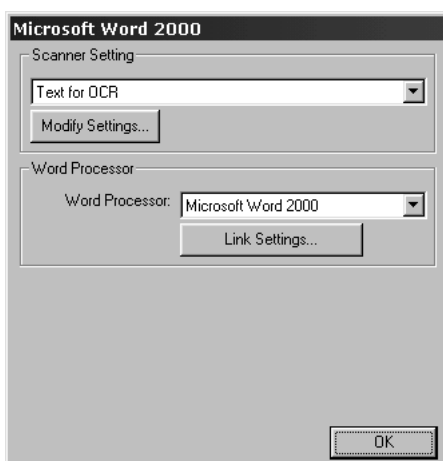 Microsoft Word 2000
Scanner Setting
Text for OCR
Modify Settings...
Word Processor
Word Processor: Microsoft Word 2000
Link Settings...
OK